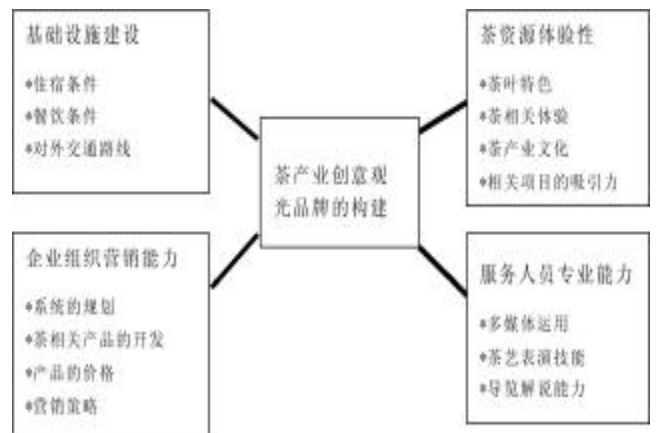 基础设施建设
*住宿条件
*餐饮条件
*对外交通路线
茶资源体验性
*茶叶特色
*茶相关体验
*茶产业文化
*相关项目的吸引力
茶产业创意观
光品牌的构建
企业组织营销能力
*系统的规划
*茶相关产品的开发
*产品的价格
*营销策略
服务人员专业能力
*多媒体运用
*茶艺表演技能
*导览解说能力